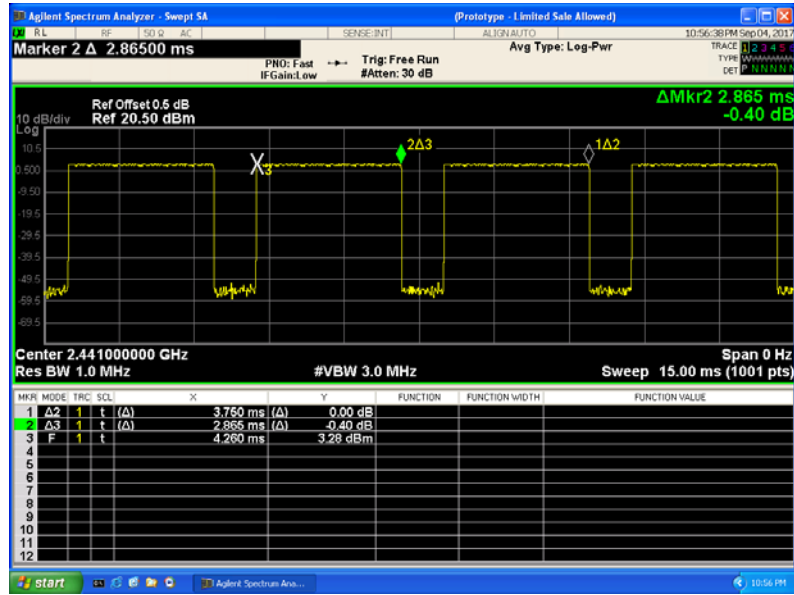 Agilent Spectrum Analyzer - Swept SA (Prototype - Limited Sale Allowed)
RL RF 50 Ω AC SENSE:INT ALIGN AUTO 10:56:38 PM Sep 04, 2017
Marker 2 Δ 2.86500 ms
PNO: Fast
IFGain:Low
Trig: Free Run
#Atten: 30 dB
Avg Type: Log-Pwr
TRACE 1 2 3 4 5 6
TYPE WWWWWW
DET P N N N N N
ΔMkr2 2.865 ms
-0.40 dB
Ref Offset 0.5 dB
10 dB/div Ref 20.50 dBm
Log
10.5
0.500
-9.50
-19.5
-29.5
-39.5
-49.5
-59.5
-69.5
X3
2Δ3
1Δ2
Center 2.441000000 GHz Span 0 Hz
Res BW 1.0 MHz #VBW 3.0 MHz Sweep 15.00 ms (1001 pts)
MKR MODE TRC SCL X Y FUNCTION FUNCTION WIDTH FUNCTION VALUE
1 Δ2 1 t (Δ) 3.750 ms (Δ) 0.00 dB
2 Δ3 1 t (Δ) 2.865 ms (Δ) -0.40 dB
3 F 1 t 4.260 ms 3.28 dBm
4
5
6
7
8
9
10
11
12
start Agilent Spectrum Ana... 10:56 PM